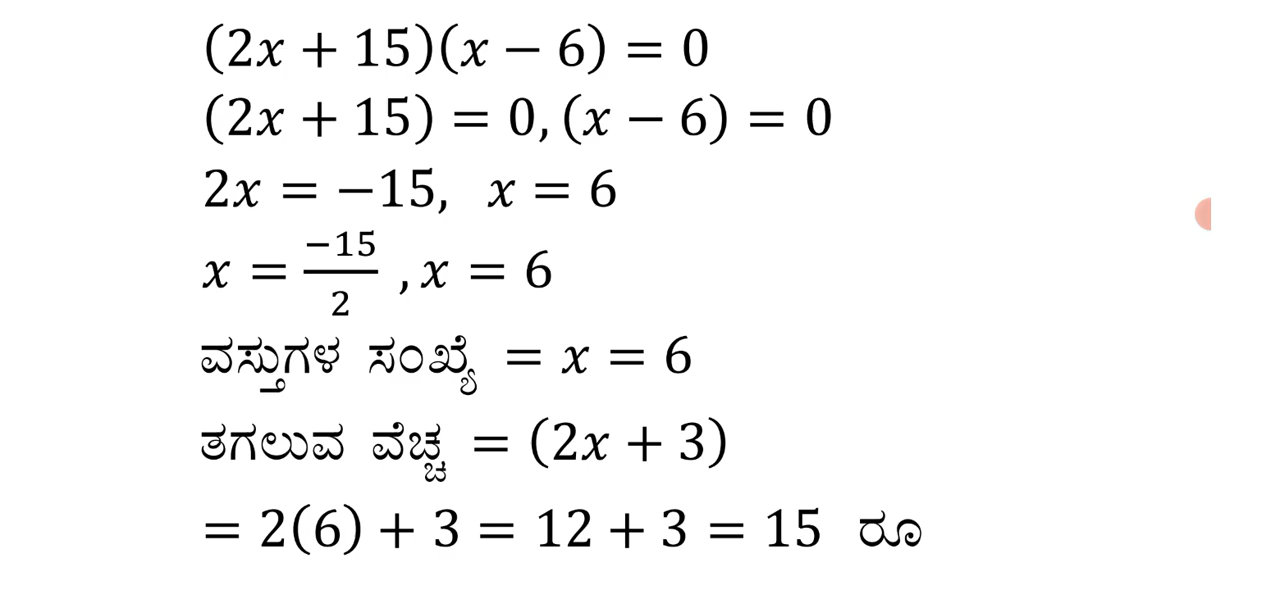 (2x + 15)(x − 6) = 0
(2x + 15) = 0, (x − 6) = 0
2x = −15, x = 6
x = −15/2 , x = 6
ವಸ್ತುಗಳ ಸಂಖ್ಯೆ = x = 6
ತಗಲುವ ವೆಚ್ಚ = (2x + 3)
= 2(6) + 3 = 12 + 3 = 15 ರೂ